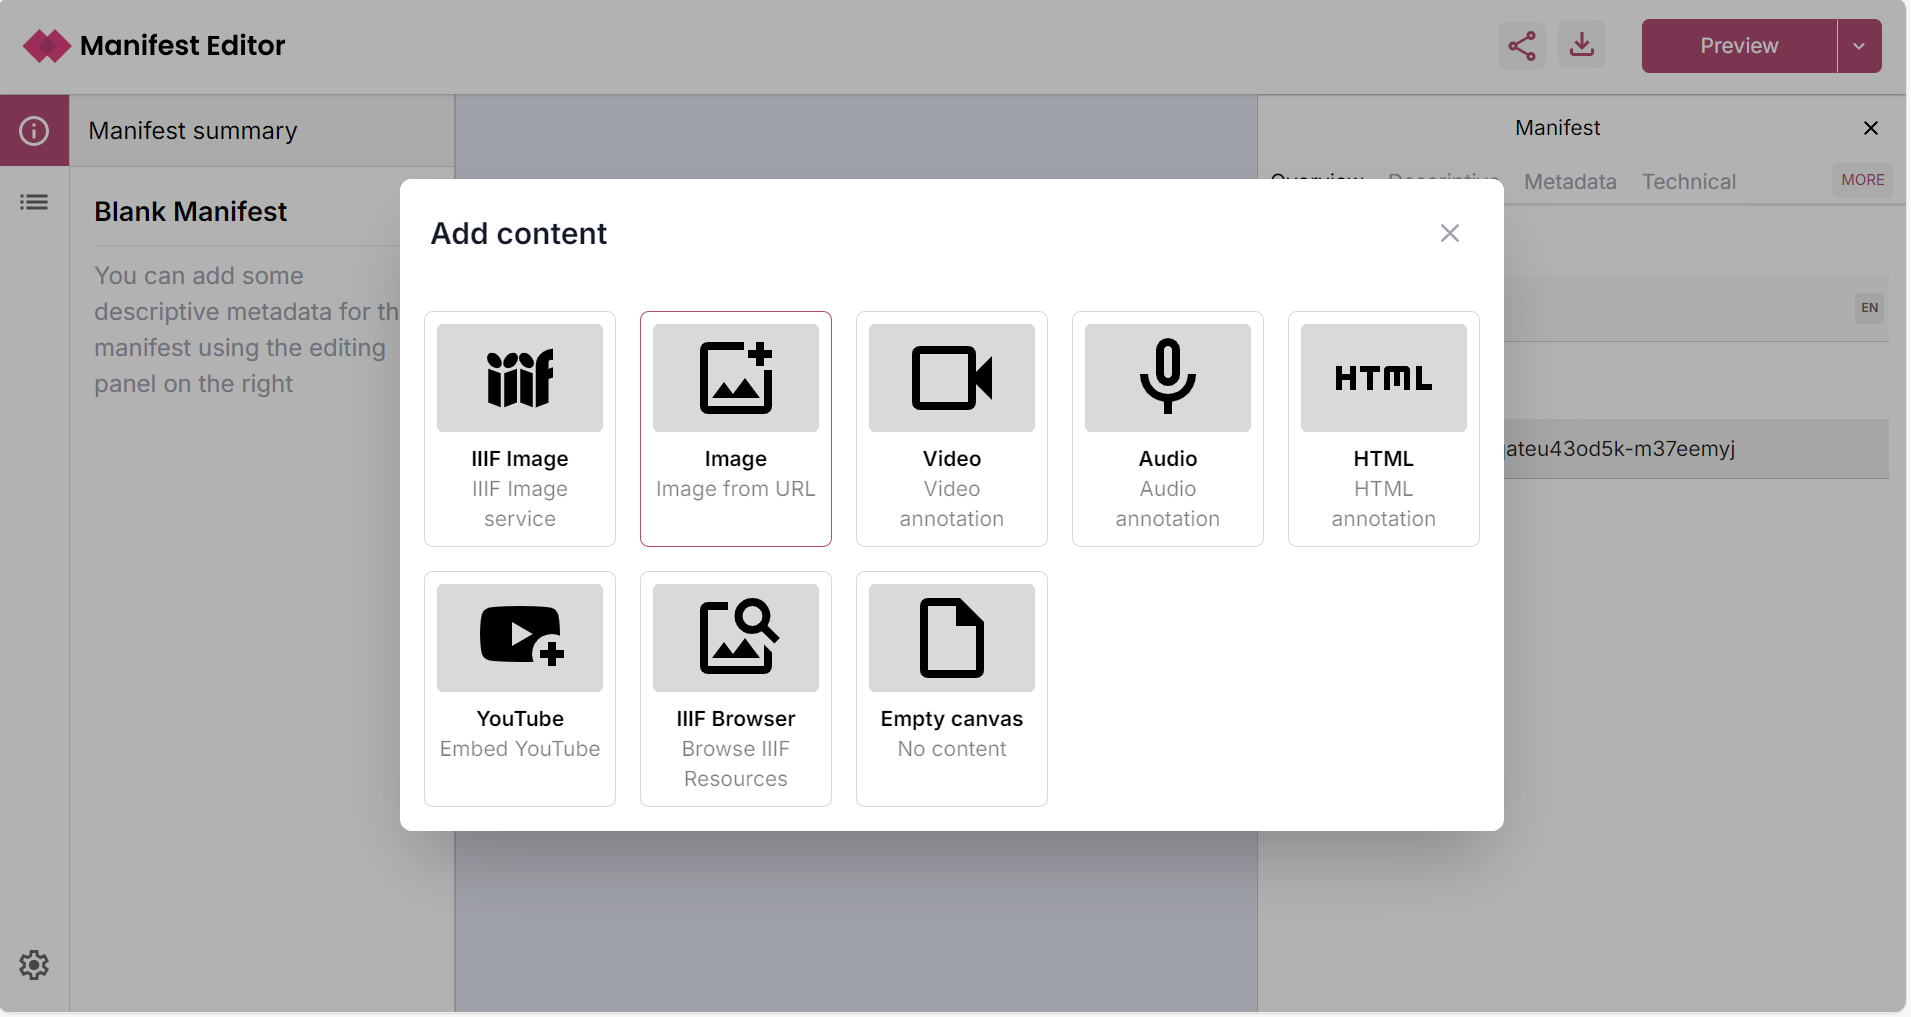 Manifest Editor
Preview
Manifest summary
Manifest
Overview Descriptive Metadata Technical MORE
Blank Manifest
You can add some
descriptive metadata for th
manifest using the editing
panel on the right
Add content
EN
ateu43od5k-m37eemyj
iiif
IIIF Image
IIIF Image
service
Image
Image from URL
Video
Video
annotation
Audio
Audio
annotation
HTML
HTML
HTML
annotation
YouTube
Embed YouTube
IIIF Browser
Browse IIIF
Resources
Empty canvas
No content